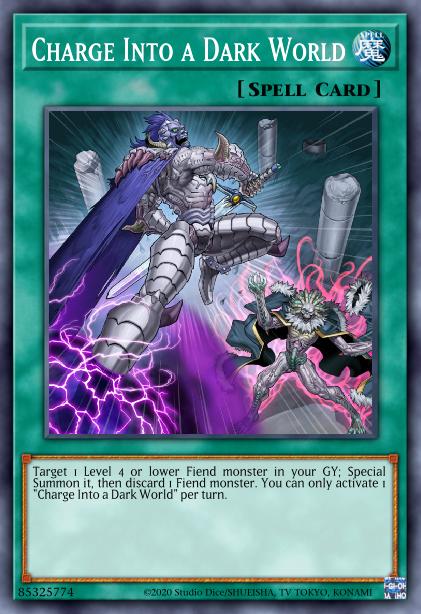 CHARGE INTO A DARK WORLD
SPELL
魔
[SPELL CARD]
Target 1 Level 4 or lower Fiend monster in your GY; Special
Summon it, then discard 1 Fiend monster. You can only activate 1
"Charge Into a Dark World" per turn.
85325774
©2020 Studio Dice/SHUEISHA, TV TOKYO, KONAMI